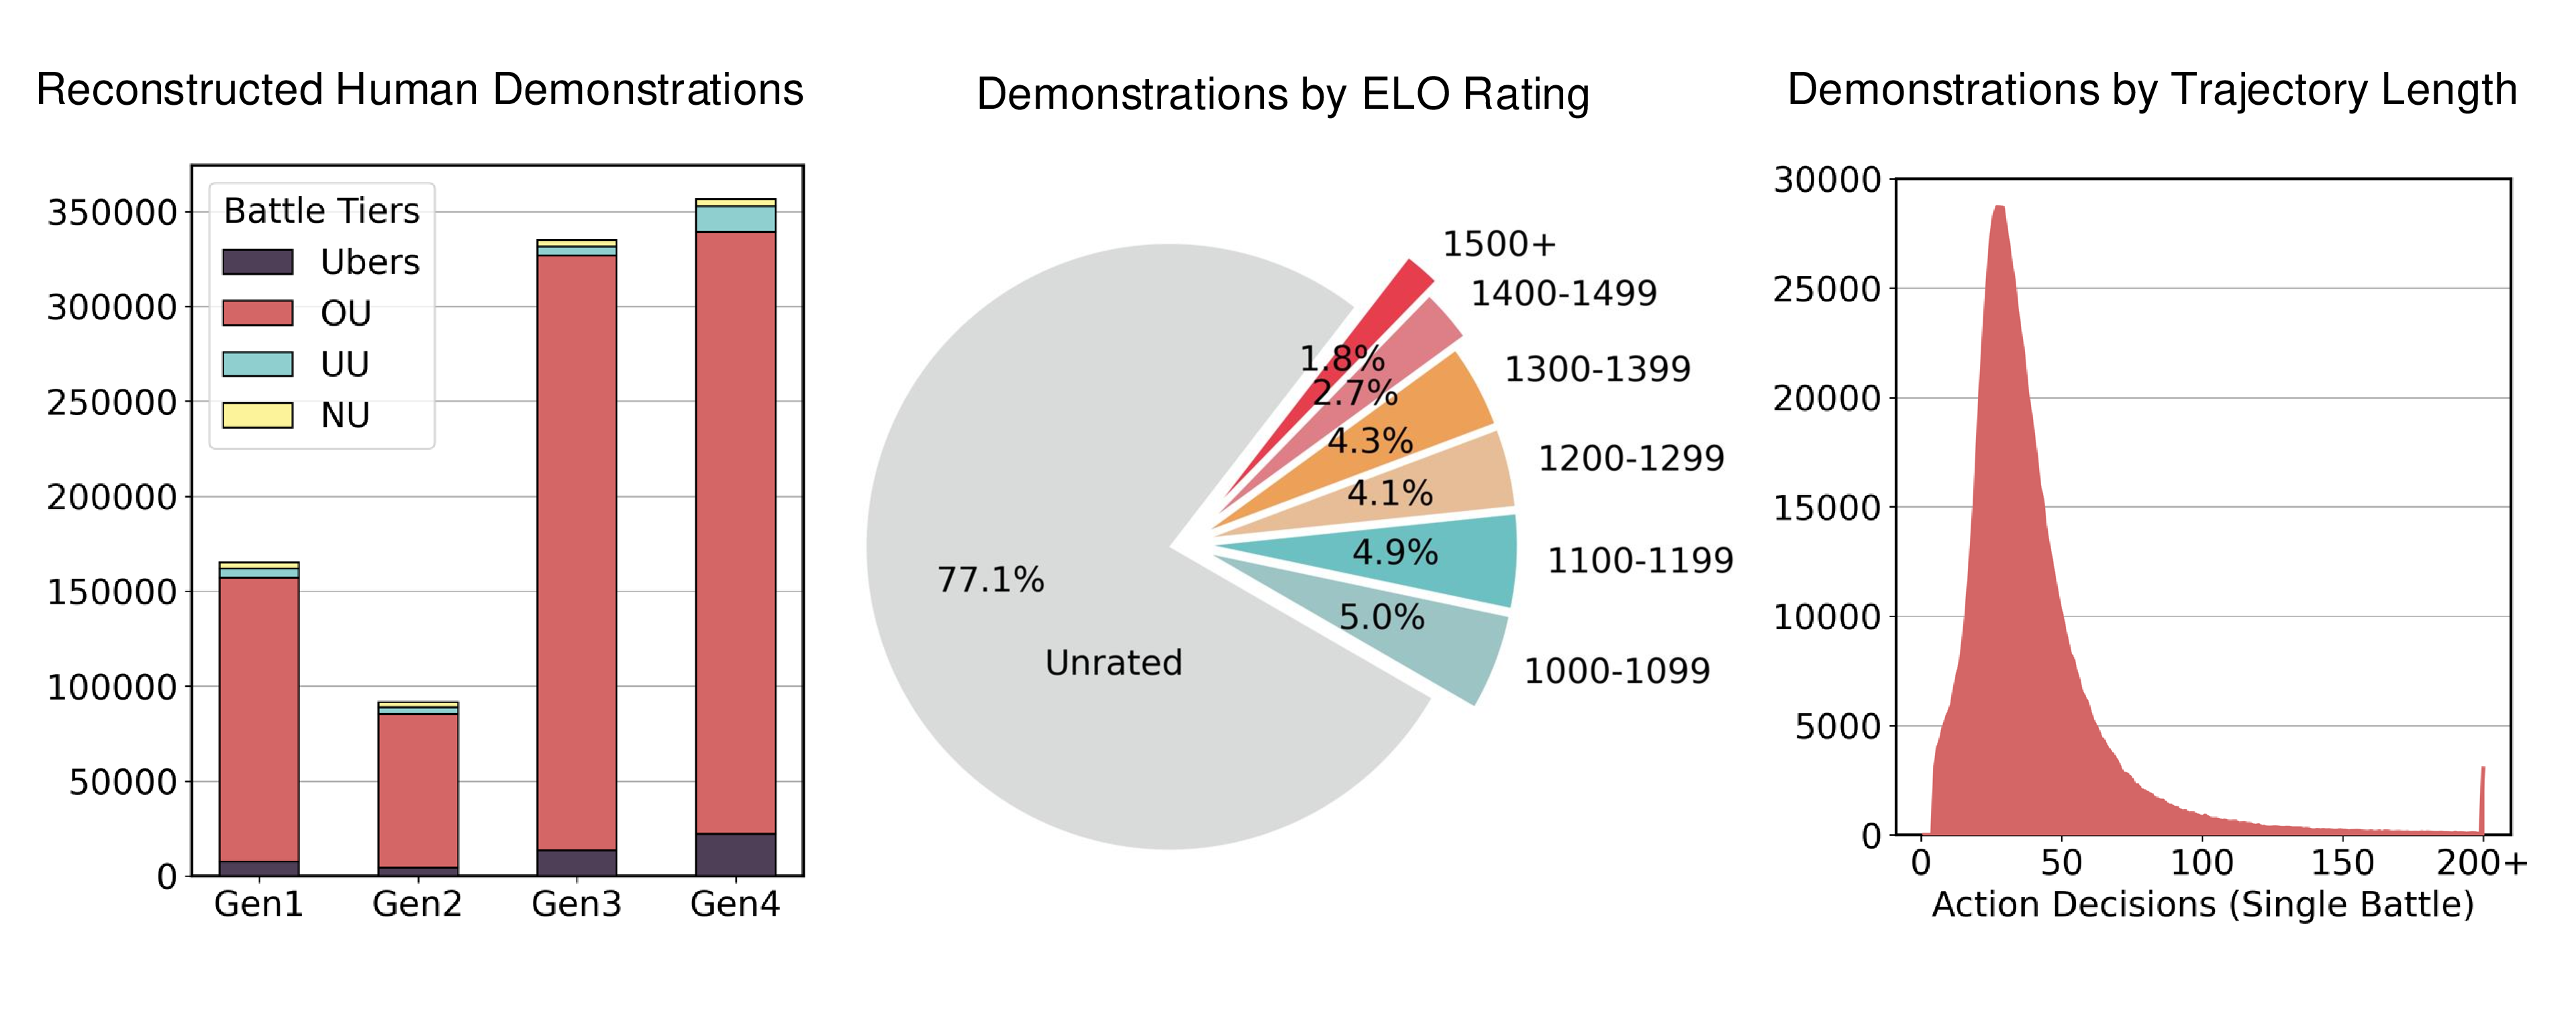 Reconstructed Human Demonstrations
350000
300000
250000
200000
150000
100000
50000
0
Battle Tiers
Ubers
OU
UU
NU
Gen1 Gen2 Gen3 Gen4
Demonstrations by ELO Rating
1500+
1400-1499
1300-1399
1200-1299
1100-1199
1000-1099
1.8%
2.7%
4.3%
4.1%
4.9%
5.0%
77.1%
Unrated
Demonstrations by Trajectory Length
30000
25000
20000
15000
10000
5000
0
0 50 100 150 200+
Action Decisions (Single Battle)